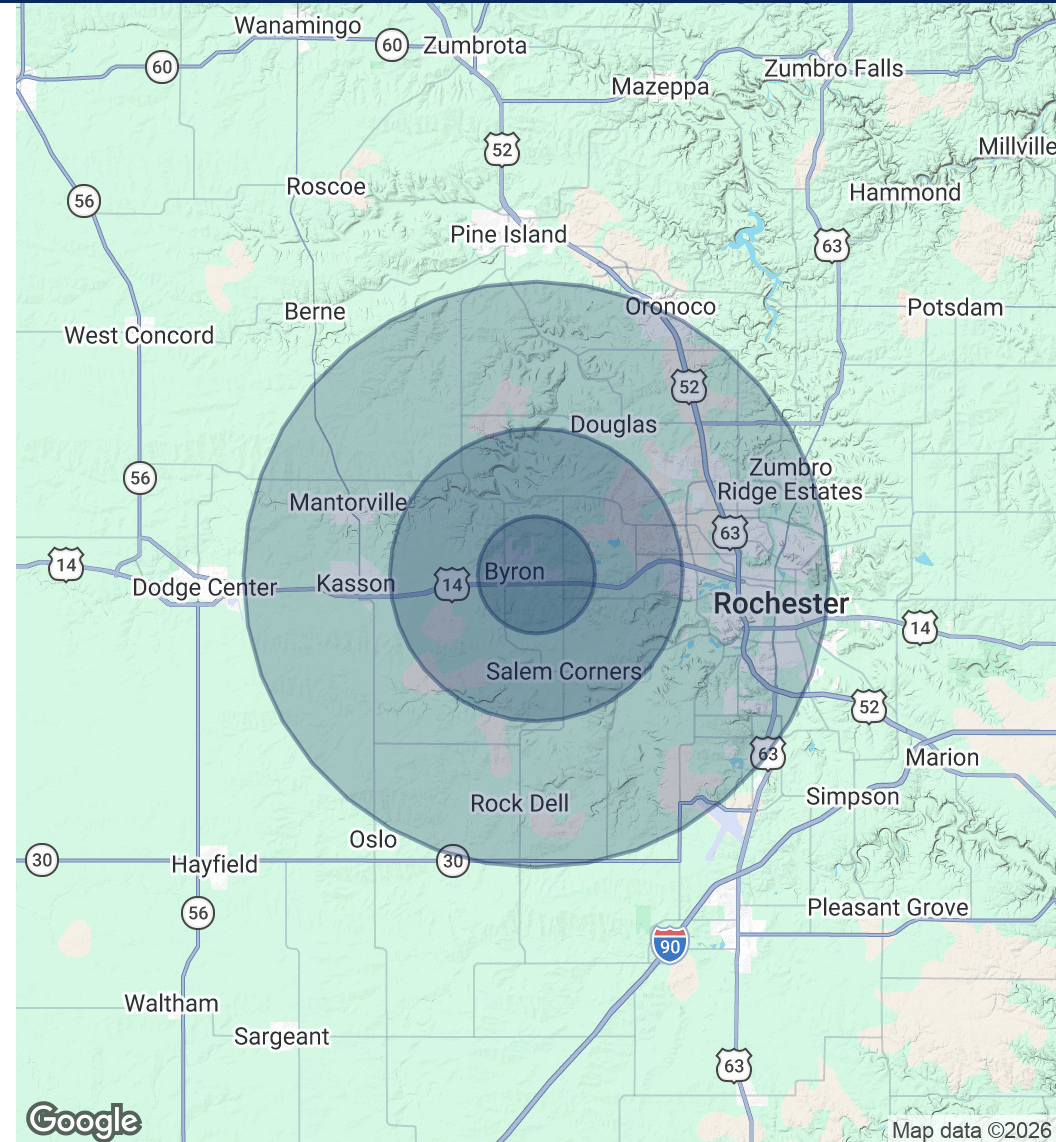 Wanamingo
60
Zumbrota
60
Zumbro Falls
Mazeppa
52
Millville
Roscoe
Hammond
56
Pine Island
63
Berne
Oronoco
Potsdam
West Concord
52
Douglas
Zumbro
Ridge Estates
56
Mantorville
63
14
Byron
Dodge Center
Kasson
14
Rochester
14
Salem Corners
52
63
Marion
Simpson
Rock Dell
Oslo
30
30
Hayfield
56
Pleasant Grove
90
Waltham
Sargeant
63
Google
Map data ©2026